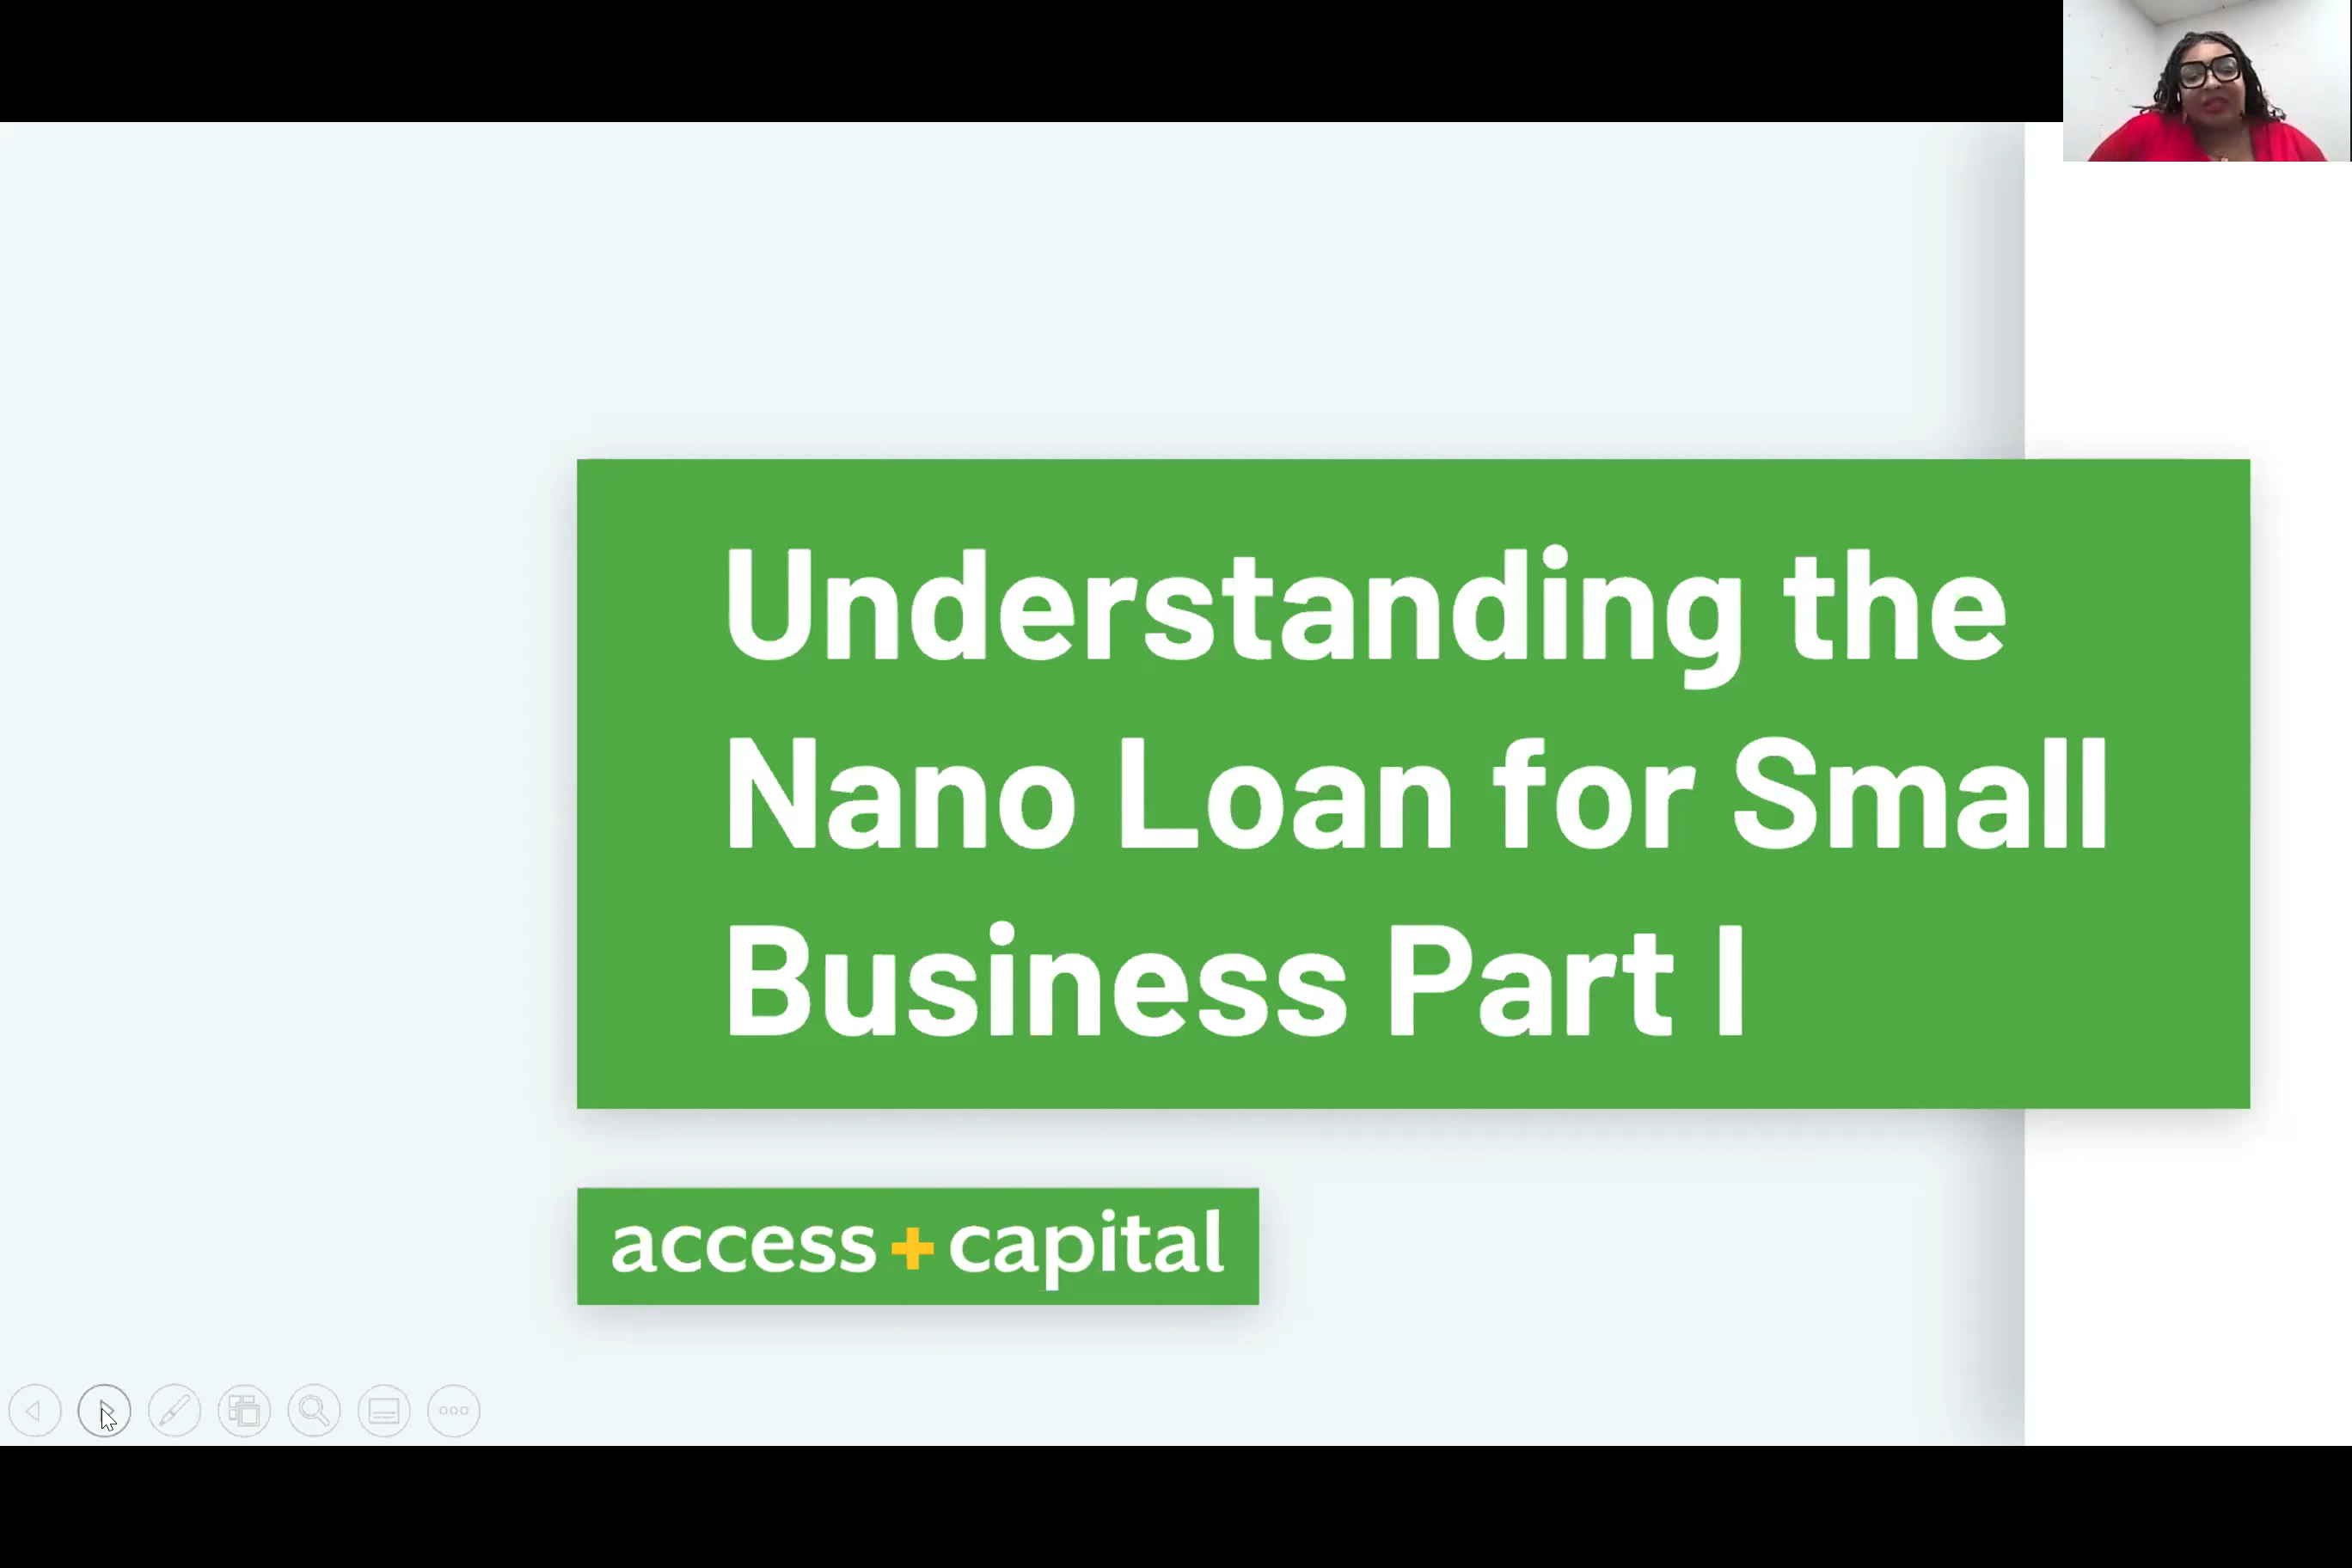 Understanding the
Nano Loan for Small
Business Part I
access + capital